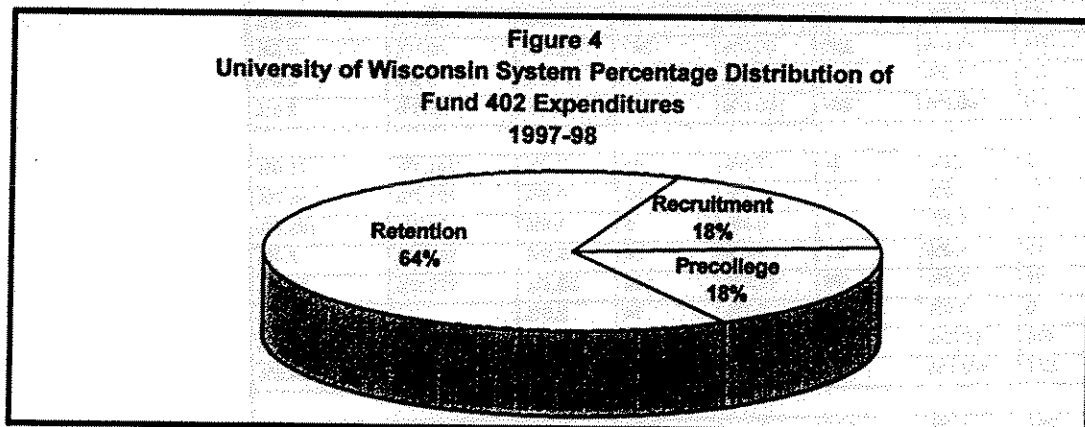 Figure 4
University of Wisconsin System Percentage Distribution of
Fund 402 Expenditures
1997-98
Recruitment
18%
Retention
64%
Precollege
18%